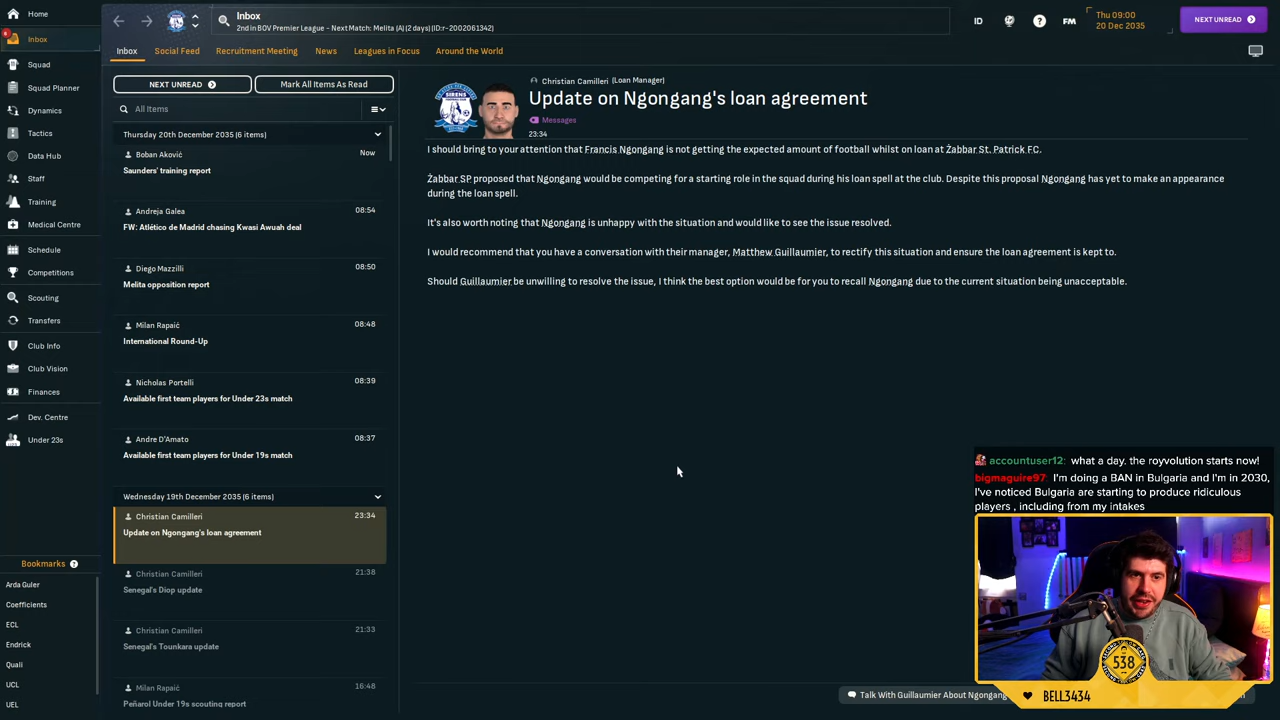 Home
Inbox
Squad
Squad Planner
Dynamics
Tactics
Data Hub
Staff
Training
Medical Centre
Schedule
Competitions
Scouting
Transfers
Club Info
Club Vision
Finances
Dev. Centre
Under 23s
Bookmarks ?
Arda Guler
Coefficients
ECL
Endrick
Quali
UCL
UEL
Inbox
2nd in BOV Premier League - Next Match: Melita (A) (2 days) (ID:r-2002061342)
ID
?
FM
Thu 09:00
20 Dec 2035
NEXT UNREAD
Inbox Social Feed Recruitment Meeting News Leagues in Focus Around the World
NEXT UNREAD
Mark All Items As Read
All Items
Thursday 20th December 2035 (6 items)
Boban Aković Now
Saunders' training report
Andreja Galea 08:54
FW: Atlético de Madrid chasing Kwasi Awuah deal
Diego Mazzilli 08:50
Melita opposition report
Milan Rapaić 08:48
International Round-Up
Nicholas Portelli 08:39
Available first team players for Under 23s match
Andre D'Amato 08:37
Available first team players for Under 19s match
Wednesday 19th December 2035 (6 items)
Christian Camilleri 23:34
Update on Ngongang's loan agreement
Christian Camilleri 21:38
Senegal's Diop update
Christian Camilleri 21:33
Senegal's Tounkara update
Milan Rapaić 16:48
Peñarol Under 19s scouting report
SIRENS
Christian Camilleri (Loan Manager)
Update on Ngongang's loan agreement
Messages
23:34
I should bring to your attention that Francis Ngongang is not getting the expected amount of football whilst on loan at Żabbar St. Patrick FC.
Żabbar SP proposed that Ngongang would be competing for a starting role in the squad during his loan spell at the club. Despite this proposal Ngongang has yet to make an appearance
during the loan spell.
It's also worth noting that Ngongang is unhappy with the situation and would like to see the issue resolved.
I would recommend that you have a conversation with their manager, Matthew Guillaumier, to rectify this situation and ensure the loan agreement is kept to.
Should Guillaumier be unwilling to resolve the issue, I think the best option would be for you to recall Ngongang due to the current situation being unacceptable.
accountuser12: what a day. the royvolution starts now!
bigmaguire97: I'm doing a BAN in Bulgaria and I'm in 2030,
I've noticed Bulgaria are starting to produce ridiculous
players , including from my intakes
538
BELL3434
Talk With Guillaumier About Ngongang